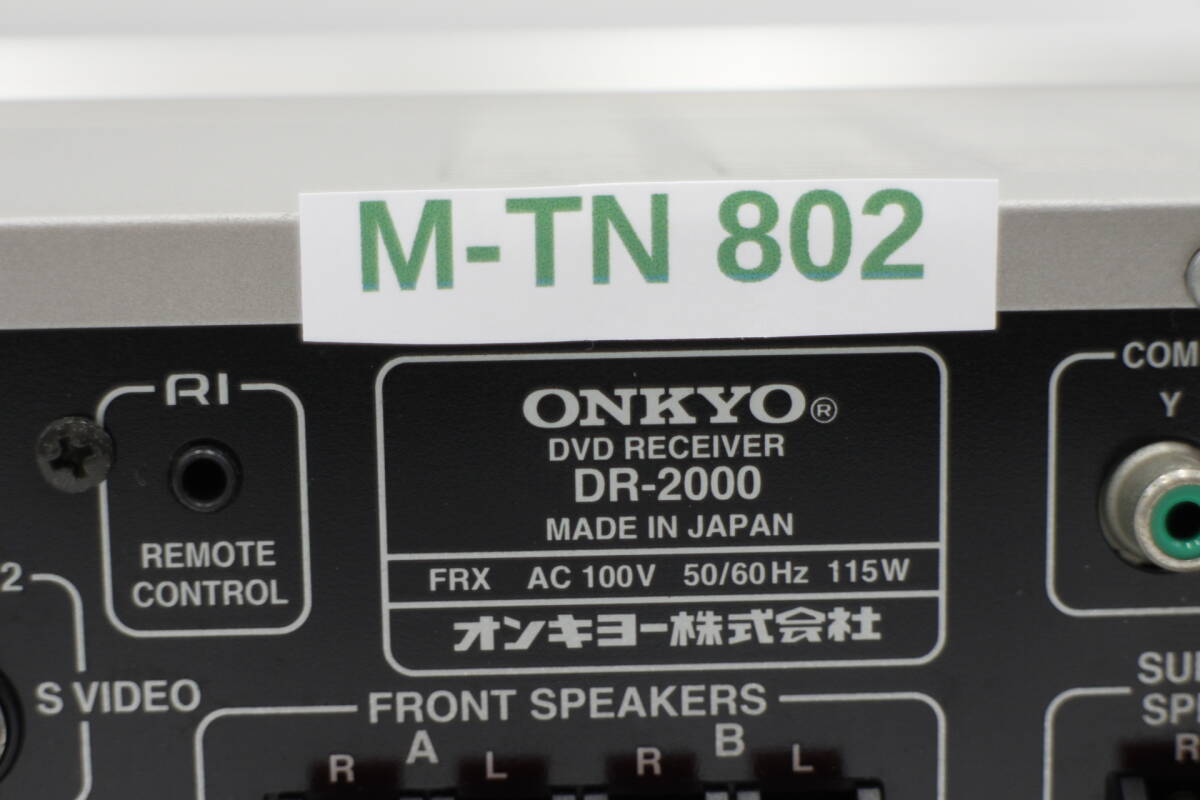 M-TN 802
RI
REMOTE
CONTROL
ONKYO®
DVD RECEIVER
DR-2000
MADE IN JAPAN
FRX AC 100V 50/60Hz 115W
オンキヨー株式会社
Y
2
S VIDEO
FRONT SPEAKERS
A B
R L R L
R